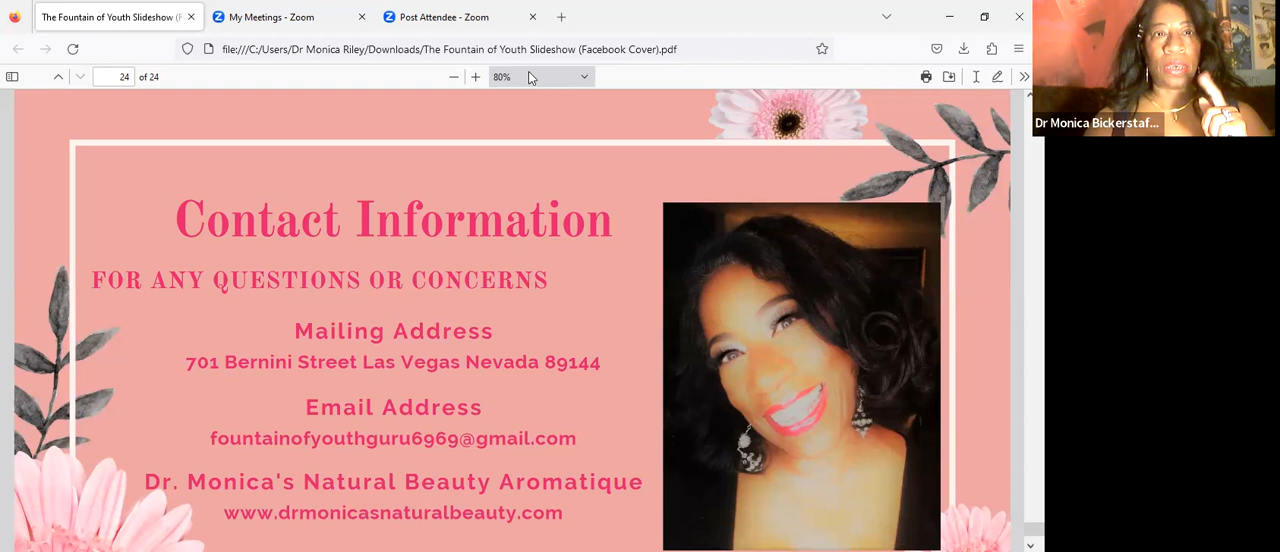 The Fountain of Youth Slideshow (F
My Meetings - Zoom
Post Attendee - Zoom
file:///C:/Users/Dr Monica Riley/Downloads/The Fountain of Youth Slideshow (Facebook Cover).pdf
24 of 24
80%
Dr Monica Bickerstaf...
Contact Information
FOR ANY QUESTIONS OR CONCERNS
Mailing Address
701 Bernini Street Las Vegas Nevada 89144
Email Address
fountainofyouthguru6969@gmail.com
Dr. Monica's Natural Beauty Aromatique
www.drmonicasnaturalbeauty.com